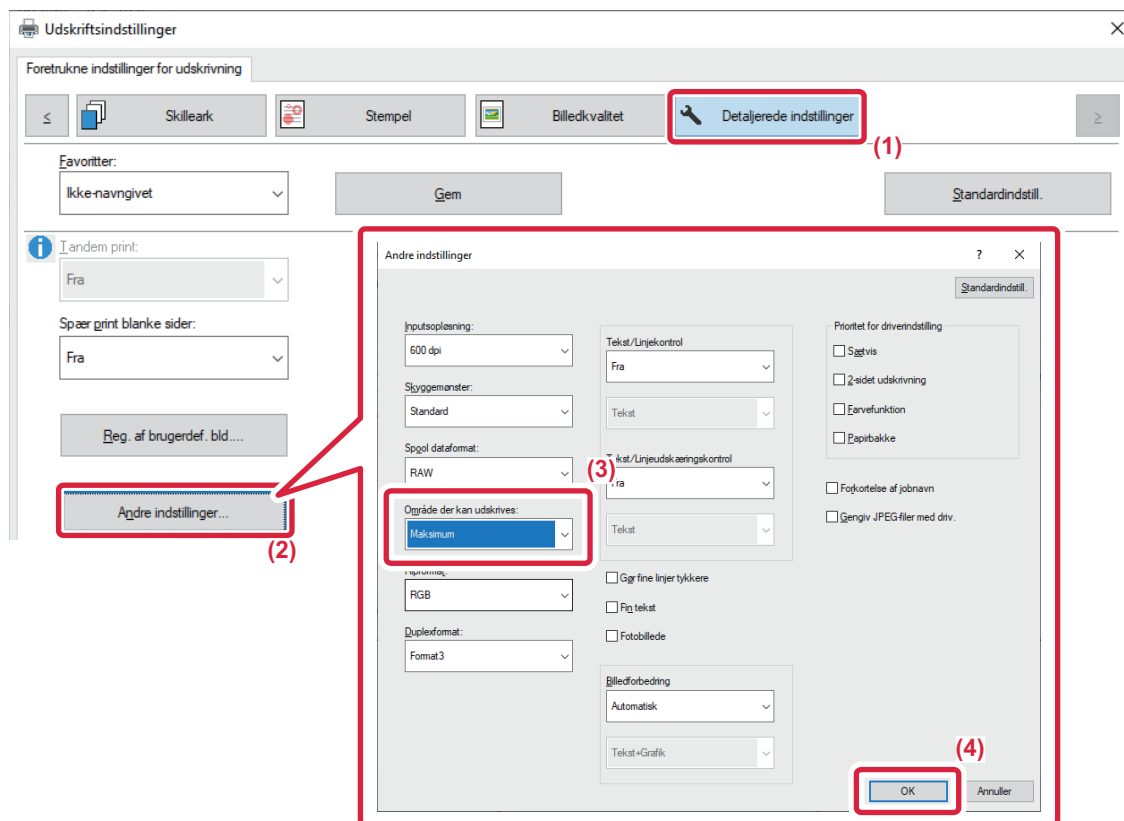 Udskriftsindstillinger
Foretrukne indstillinger for udskrivning
<
Skilleark
Stempel
Billedkvalitet
Detaljerede indstillinger
>
(1)
Favoritter:
Ikke-navngivet
Gem
Standardindstill.
Tandem print:
Fra
Spær print blanke sider:
Fra
Reg. af brugerdef. bld....
Andre indstillinger...
(2)
Andre indstillinger
?
Standardindstill.
Inputsopløsning:
600 dpi
Skyggemønster:
Standard
Spool dataformat:
RAW
(3)
Område der kan udskrives:
Maksimum
Ripformat:
RGB
Duplexformat:
Format3
Tekst/Linjekontrol
Fra
Tekst
Tekst/Linjeudskæringskontrol
Fra
Tekst
Gør fine linjer tykkere
Fin tekst
Fotobillede
Billedforbedring
Automatisk
Tekst+Grafik
Prioritet for driverindstilling
Sætvis
2-sidet udskrivning
Farvefunktion
Papirbakke
Forkortelse af jobnavn
Gengiv JPEG-filer med driv.
(4)
OK
Annuller